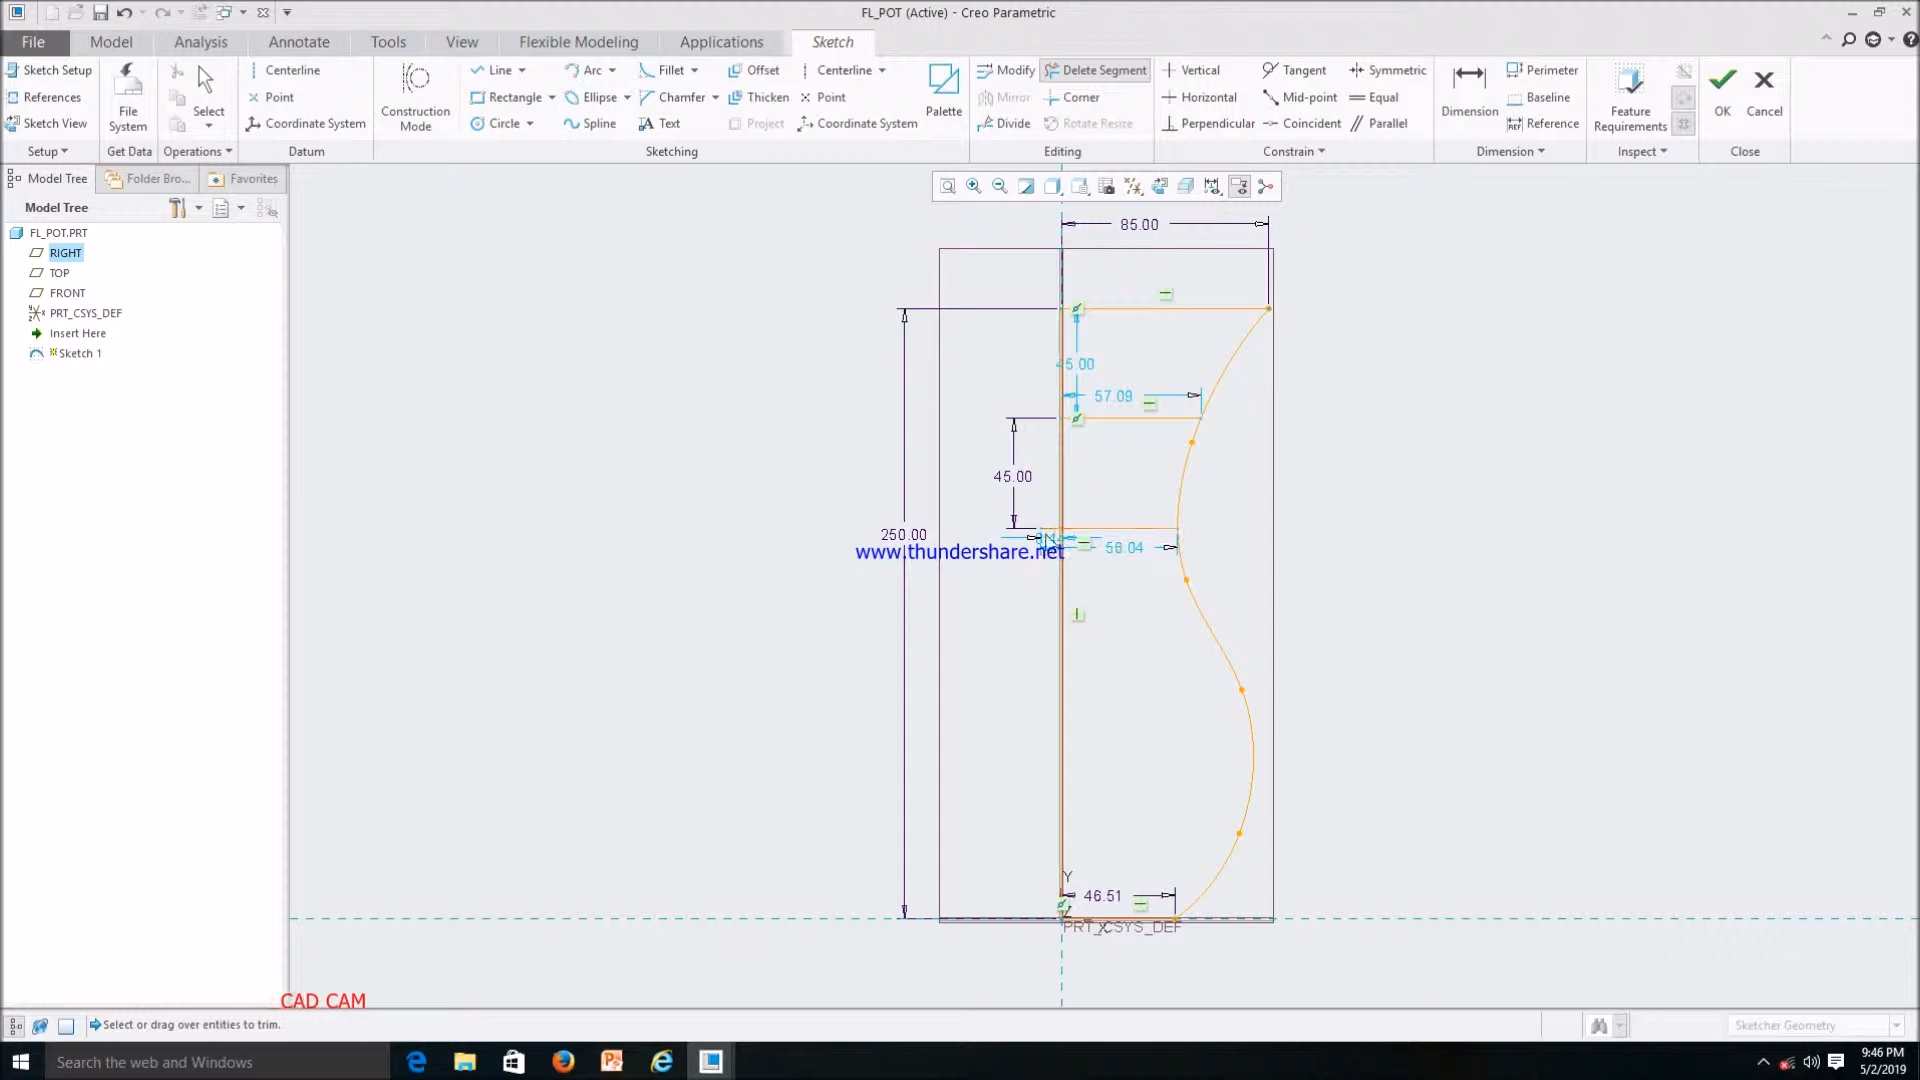 FL_POT (Active) - Creo Parametric
File Model Analysis Annotate Tools View Flexible Modeling Applications Sketch
Sketch Setup
References
Sketch View
Setup
File System
Get Data
Select
Operations
Centerline
Point
Coordinate System
Datum
Construction Mode
Line Arc Fillet Offset Centerline
Rectangle Ellipse Chamfer Thicken Point
Circle Spline Text Project Coordinate System
Palette
Sketching
Modify Delete Segment
Mirror Corner
Divide Rotate Resize
Editing
Vertical Tangent Symmetric
Horizontal Mid-point Equal
Perpendicular Coincident Parallel
Constrain
Dimension
Perimeter
Baseline
Reference
Dimension
Feature Requirements
Inspect
OK Cancel
Close
Model Tree Folder Bro... Favorites
Model Tree
FL_POT.PRT
RIGHT
TOP
FRONT
PRT_CSYS_DEF
Insert Here
Sketch 1
85.00
45.00
57.09
45.00
250.00
56.04
www.thundershare.net
Y
46.51
PRT_CSYS_DEF
X
CAD CAM
Select or drag over entities to trim.
Sketcher Geometry
Search the web and Windows
9:46 PM
5/2/2019